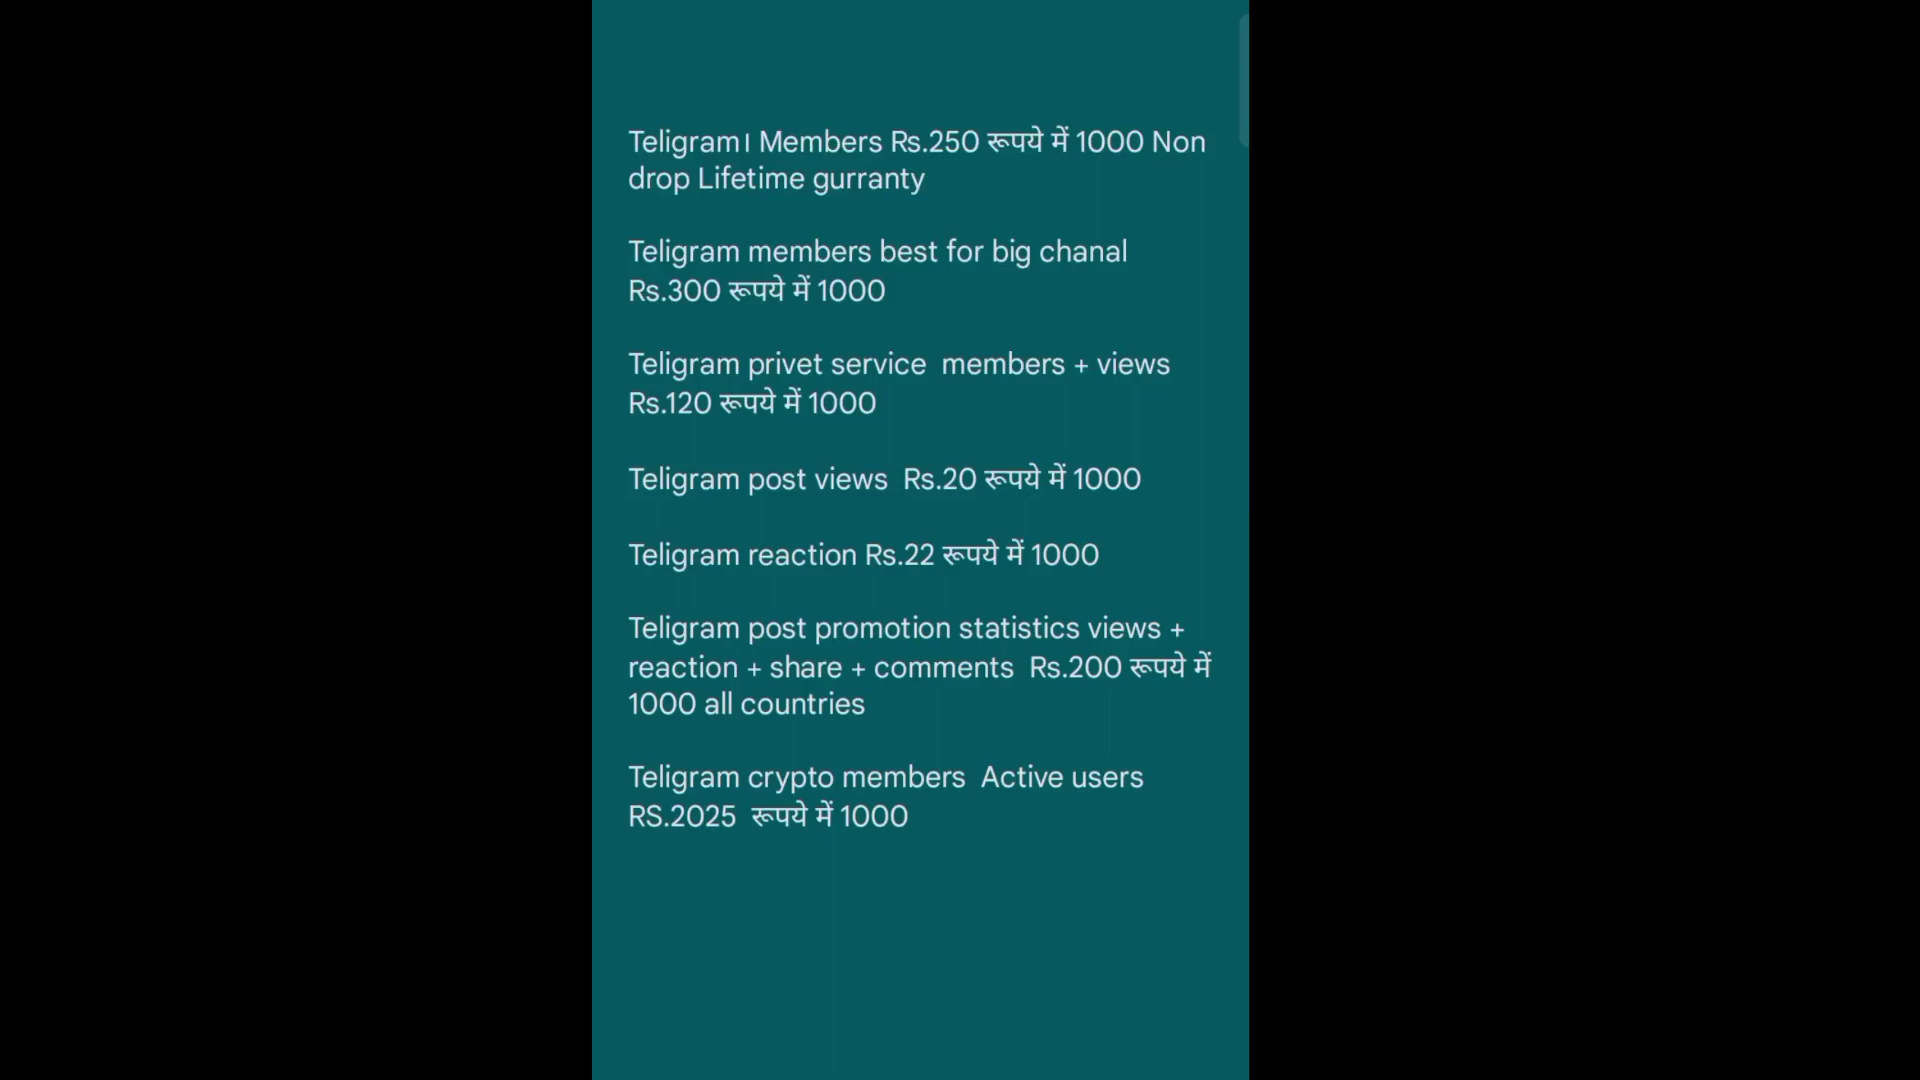 Teligram। Members Rs.250 रूपये में 1000 Non
drop Lifetime gurranty
Teligram members best for big chanal
Rs.300 रूपये में 1000
Teligram privet service  members + views
Rs.120 रूपये में 1000
Teligram post views  Rs.20 रूपये में 1000
Teligram reaction Rs.22 रूपये में 1000
Teligram post promotion statistics views +
reaction + share + comments  Rs.200 रूपये में
1000 all countries
Teligram crypto members  Active users
RS.2025  रूपये में 1000